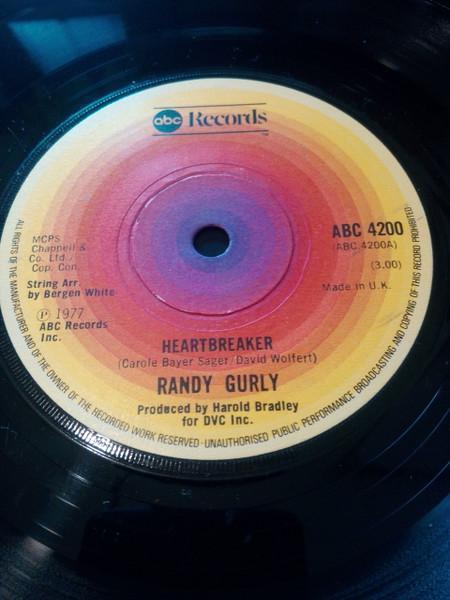 abc Records
TM
ABC 4200
(ABC 4200A)
(3.00)
Made in U.K.
MCPS
Chappell &
Co. Ltd./
Cop. Con.
String Arr.
by Bergen White
Ⓟ 1977
ABC Records
Inc.
HEARTBREAKER
(Carole Bayer Sager/David Wolfert)
RANDY GURLY
Produced by Harold Bradley
for DVC Inc.
ALL RIGHTS OF THE MANUFACTURER AND OF THE OWNER OF THE RECORDED WORK RESERVED·UNAUTHORISED PUBLIC PERFORMANCE BROADCASTING AND COPYING OF THIS RECORD PROHIBITED·